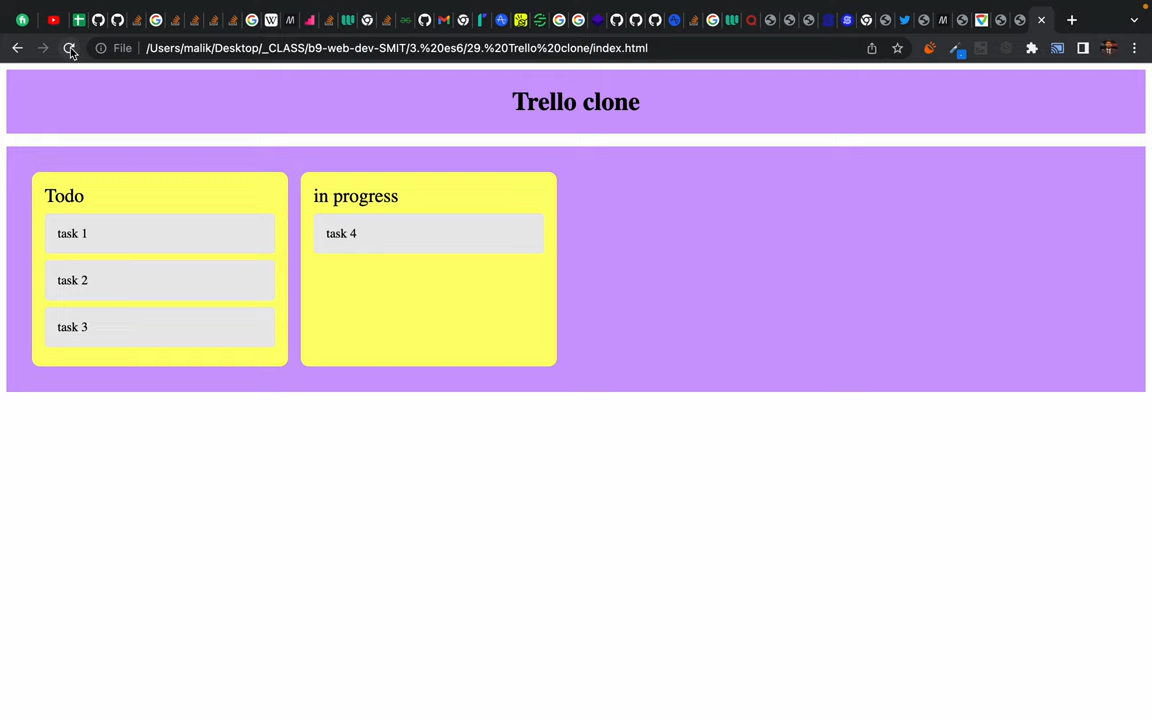 File
/Users/malik/Desktop/_CLASS/b9-web-dev-SMIT/3.%20es6/29.%20Trello%20clone/index.html
Trello clone
Todo
task 1
task 2
task 3
in progress
task 4